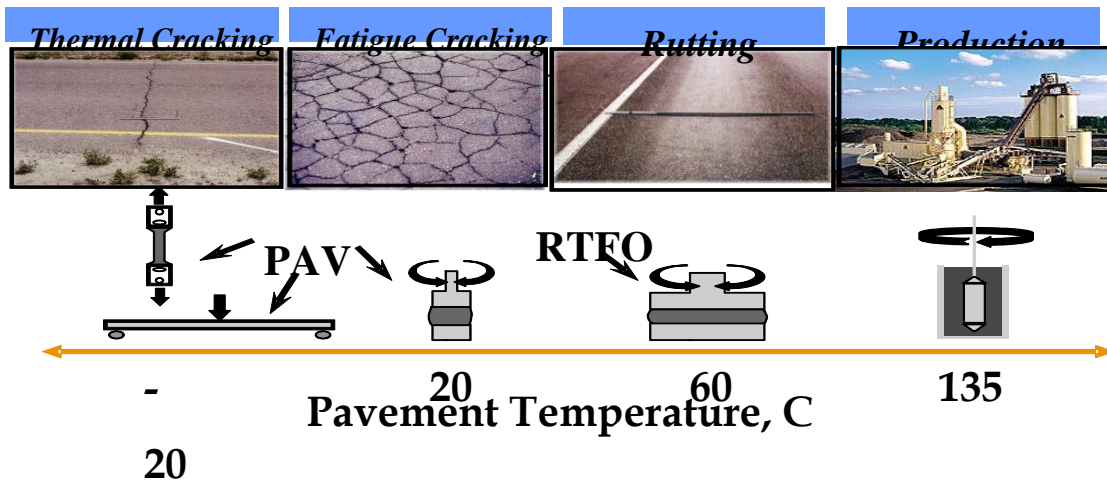 Thermal Cracking
Fatigue Cracking
Rutting
Production
PAV
RTFO
-
20
60
135
Pavement Temperature, C
20